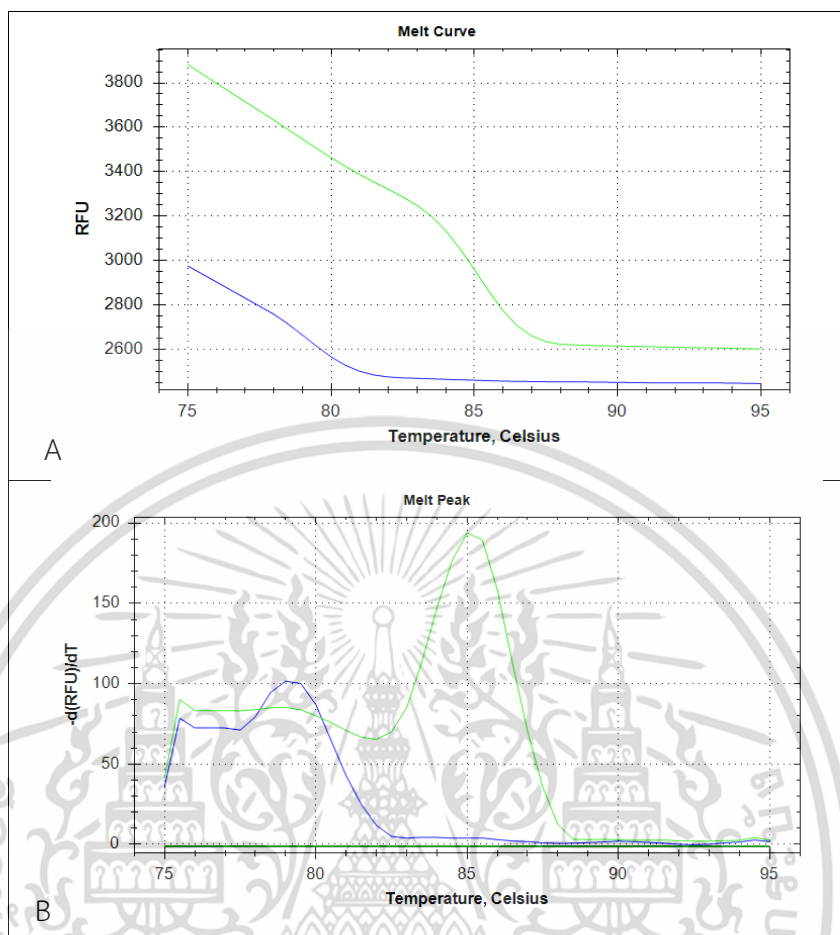 Melt Curve
3800
3600
3400
3200
3000
2800
2600
RFU
75 80 85 90 95
Temperature, Celsius
A
Melt Peak
200
150
100
50
0
-d(RFU)/dT
75 80 85 90 95
Temperature, Celsius
B